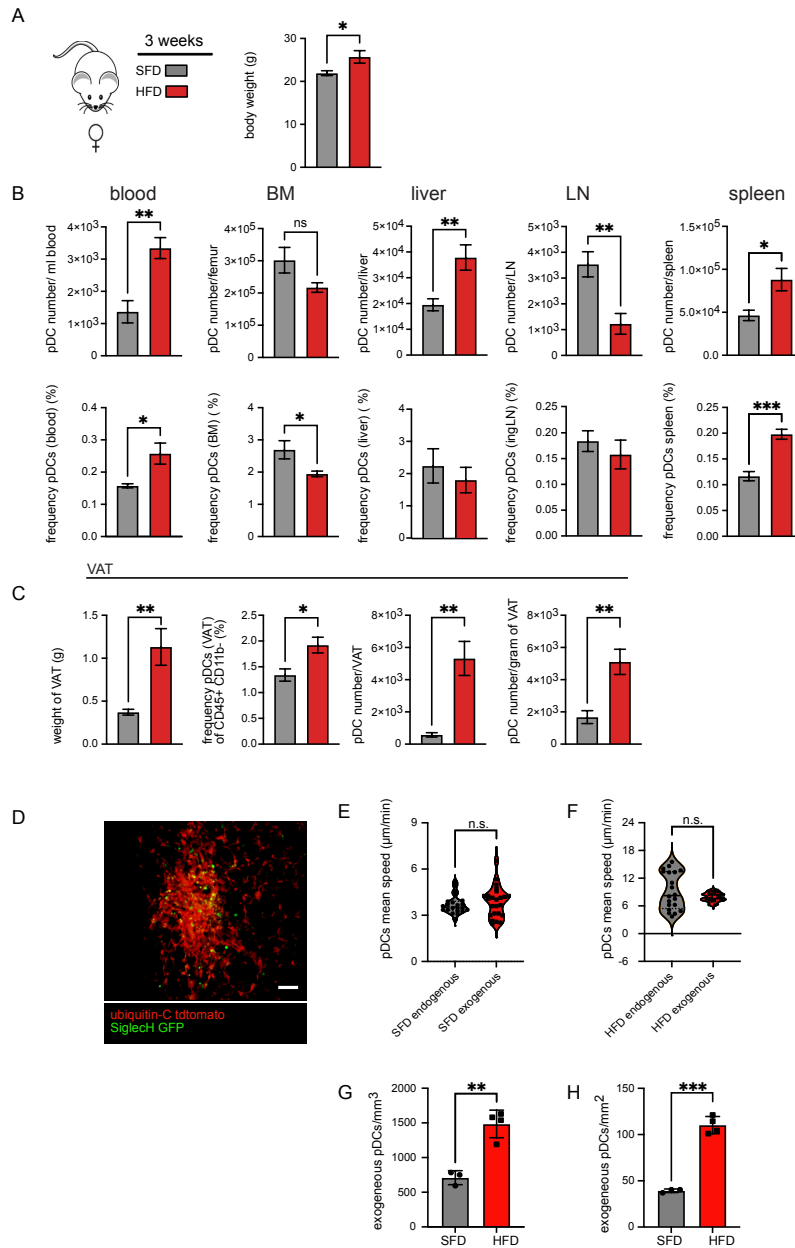 A
3 weeks
SFD
HFD
♀
body weight (g)
30
20
10
0
*
B
blood
BM
liver
LN
spleen
pDC number/ ml blood
4×10³
3×10³
2×10³
1×10³
0
**
pDC number/femur
4×10⁵
3×10⁵
2×10⁵
1×10⁵
0
ns
pDC number/liver
5×10⁴
4×10⁴
3×10⁴
2×10⁴
1×10⁴
0
**
pDC number/LN
5×10³
4×10³
3×10³
2×10³
1×10³
0
**
pDC number/spleen
1.5×10⁵
1.0×10⁵
5.0×10⁴
0.0
*
frequency pDCs (blood) (%)
0.4
0.3
0.2
0.1
0.0
*
frequency pDCs (BM) ( %)
4
3
2
1
0
*
frequency pDCs (liver) ( %)
4
3
2
1
0
frequency pDCs (ingLN) (%)
0.25
0.20
0.15
0.10
0.05
0.00
frequency pDCs spleen (%)
0.25
0.20
0.15
0.10
0.05
0.00
***
VAT
C
weight of VAT (g)
1.5
1.0
0.5
0.0
**
frequency pDCs (VAT)
of CD45+ CD11b- (%)
2.5
2.0
1.5
1.0
0.5
0.0
*
pDC number/VAT
8×10³
6×10³
4×10³
2×10³
0
**
pDC number/gram of VAT
8×10³
6×10³
4×10³
2×10³
0
**
D
ubiquitin-C tdtomato
SiglecH GFP
E
pDCs mean speed (µm/min)
9
6
3
0
n.s.
SFD endogenous
SFD exogenous
F
pDCs mean speed (µm/min)
24
18
12
6
0
-6
n.s.
HFD endogenous
HFD exogenous
G
exogeneous pDCs/mm³
2000
1500
1000
500
0
**
SFD
HFD
H
exogeneous pDCs/mm²
150
100
50
0
***
SFD
HFD